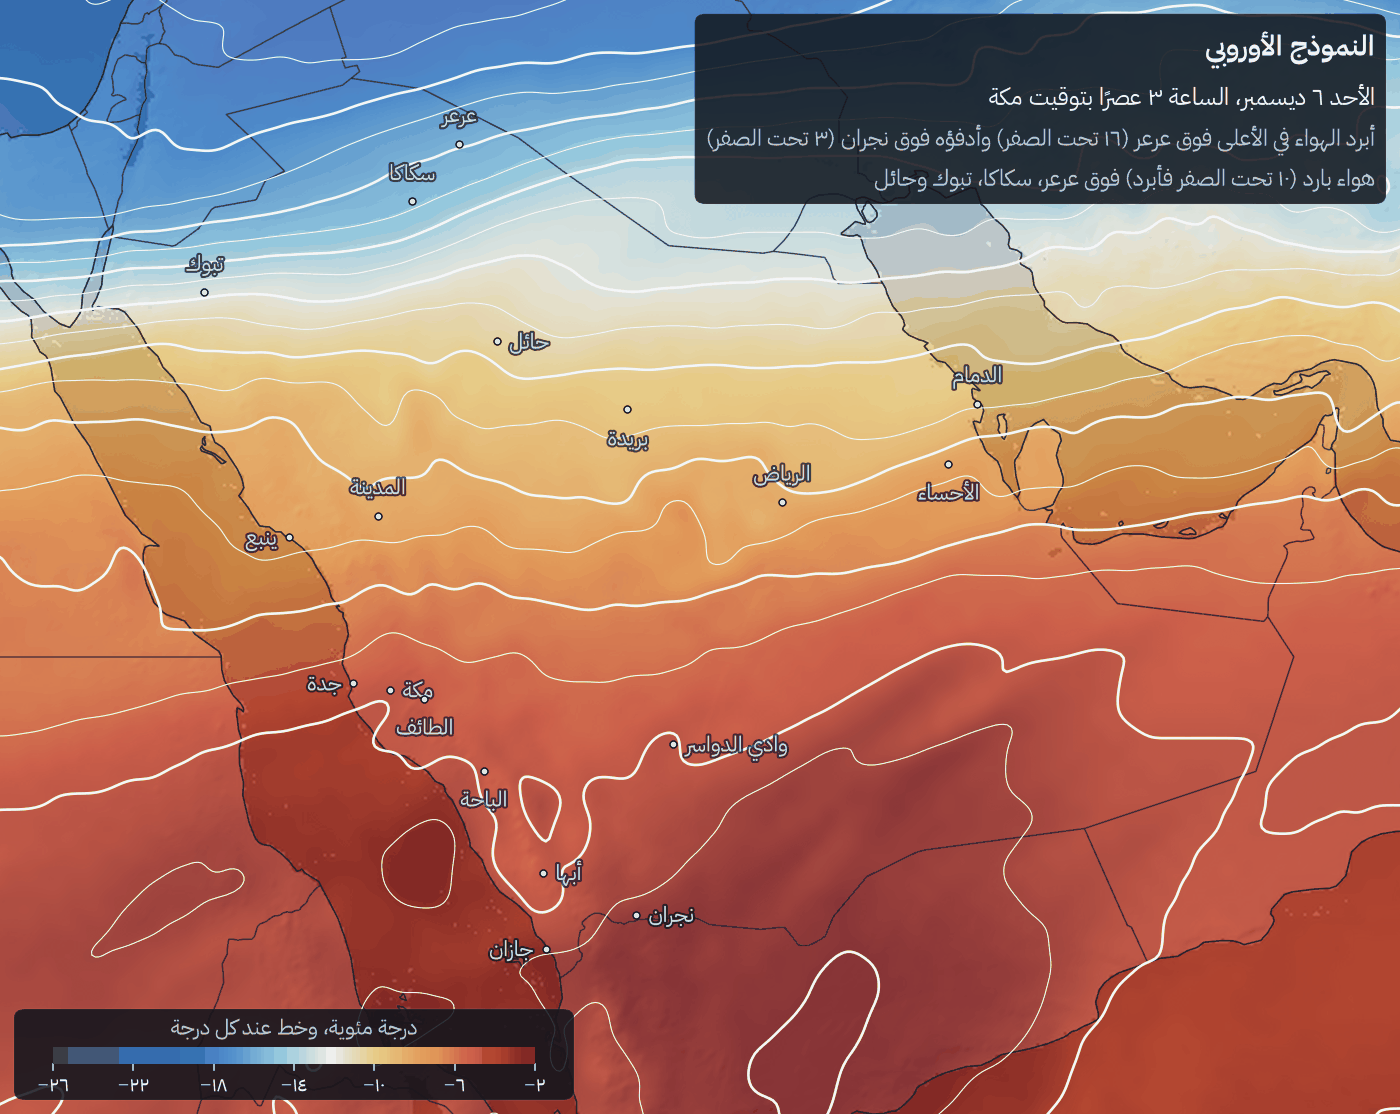 النموذج الأوروبي
الأحد ٦ ديسمبر، الساعة ٣ عصرًا بتوقيت مكة
أبرد الهواء في الأعلى فوق عرعر (١٦ تحت الصفر) وأدفؤه فوق نجران (٣ تحت الصفر)
هواء بارد (١٠ تحت الصفر فأبرد) فوق عرعر، سكاكا، تبوك وحائل
عرعر
سكاكا
تبوك
حائل
الدمام
بريدة
الرياض
الأحساء
المدينة
ينبع
جدة
مكة
الطائف
وادي الدواسر
الباحة
أبها
نجران
جازان
درجة مئوية، وخط عند كل درجة
−٢٦ −٢٢ −١٨ −١٤ −١٠ −٦ −٢